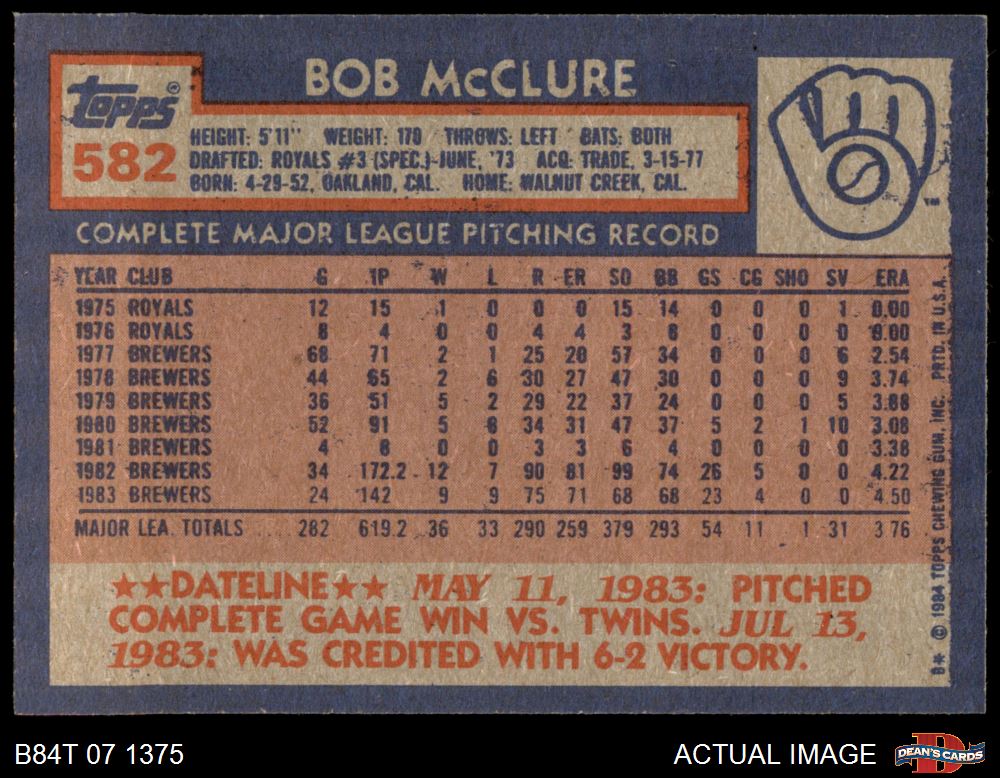 BOB McCLURE
TOPPS®
582
HEIGHT: 5'11" WEIGHT: 170 THROWS: LEFT BATS: BOTH
DRAFTED: ROYALS #3 (SPEC.)-JUNE, '73 ACQ: TRADE, 3-15-77
BORN: 4-29-52, OAKLAND, CAL. HOME: WALNUT CREEK, CAL.
COMPLETE MAJOR LEAGUE PITCHING RECORD
YEAR CLUB G IP W L R ER SO BB GS CG SHO SV ERA
1975 ROYALS 12 15 1 0 0 0 15 14 0 0 0 1 0.00
1976 ROYALS 8 4 0 0 4 4 3 8 0 0 0 0 9.00
1977 BREWERS 68 71 2 1 25 20 57 34 0 0 0 6 2.54
1978 BREWERS 44 65 2 6 30 27 47 30 0 0 0 9 3.74
1979 BREWERS 36 51 5 2 29 22 37 24 0 0 0 5 3.88
1980 BREWERS 52 91 5 8 34 31 47 37 5 2 1 10 3.08
1981 BREWERS 4 8 0 0 3 3 6 4 0 0 0 0 3.38
1982 BREWERS 34 172.2 12 7 90 81 99 74 26 5 0 0 4.22
1983 BREWERS 24 142 9 9 75 71 68 68 23 4 0 0 4.50
MAJOR LEA. TOTALS 282 619.2 36 33 290 259 379 293 54 11 1 31 3.76
★★DATELINE★★ MAY 11, 1983: PITCHED
COMPLETE GAME WIN VS. TWINS. JUL 13,
1983: WAS CREDITED WITH 6-2 VICTORY.
B* © 1984 TOPPS CHEWING GUM, INC. PRTD. IN U.S.A.
B84T 07 1375
ACTUAL IMAGE
DEAN'S CARDS